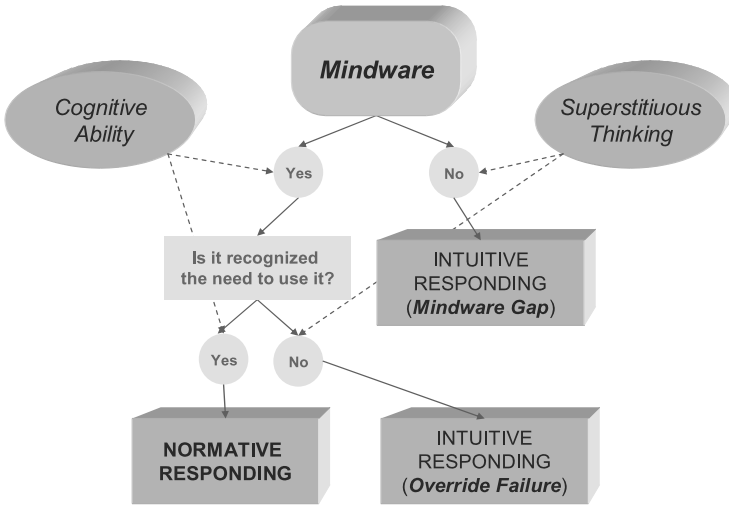 Mindware
Cognitive
Ability
Superstitiuous
Thinking
Yes
No
Is it recognized
the need to use it?
INTUITIVE
RESPONDING
(Mindware Gap)
Yes
No
NORMATIVE
RESPONDING
INTUITIVE
RESPONDING
(Override Failure)